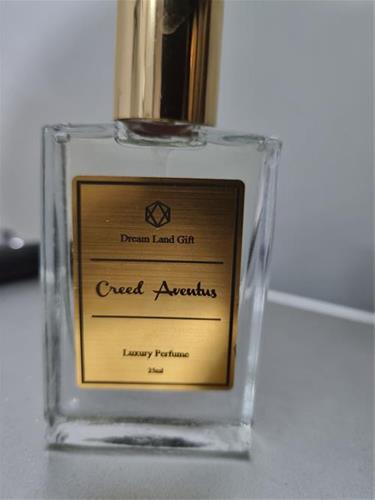 Dream Land Gift
Creed Aventus
Luxury Perfume
25ml